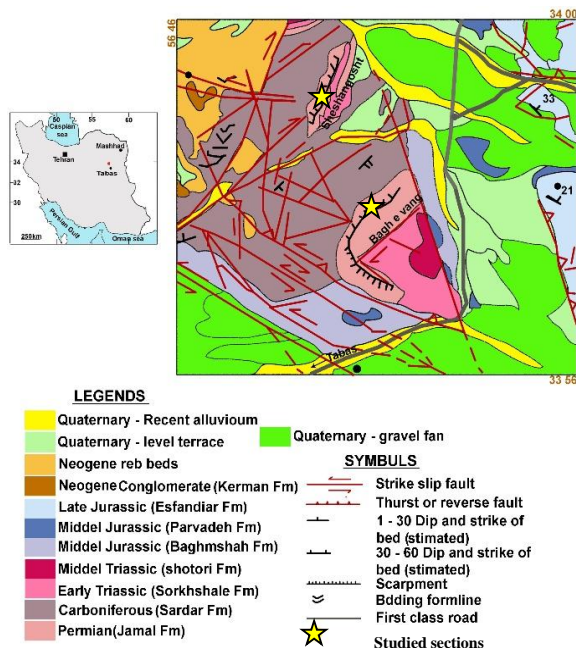 56 46
34 00
Sheshangosht
33
21
Bagh e vang
Tabas
33 56
50 55 60
Caspian
sea
Mashhad
Tehran
34
Tabas
30
Persian Gulf
Oman sea
250km
LEGENDS
Quaternary - Recent alluvioum
Quaternary - level terrace
Quaternary - gravel fan
Neogene reb beds
Neogene Conglomerate (Kerman Fm)
Late Jurassic (Esfandiar Fm)
Middel Jurassic (Parvadeh Fm)
Middel Jurassic (Baghmshah Fm)
Middel Triassic (shotori Fm)
Early Triassic (Sorkhshale Fm)
Carboniferous (Sardar Fm)
Permian (Jamal Fm)
SYMBULS
Strike slip fault
Thurst or reverse fault
1 - 30 Dip and strike of
bed (stimated)
30 - 60 Dip and strike of
bed (stimated)
Scarpment
Bdding formline
First class road
Studied sections